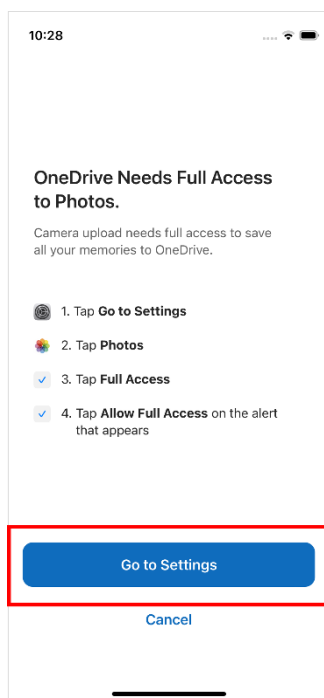 10:28
OneDrive Needs Full Access
to Photos.
Camera upload needs full access to save
all your memories to OneDrive.
1. Tap Go to Settings
2. Tap Photos
3. Tap Full Access
4. Tap Allow Full Access on the alert
that appears
Go to Settings
Cancel